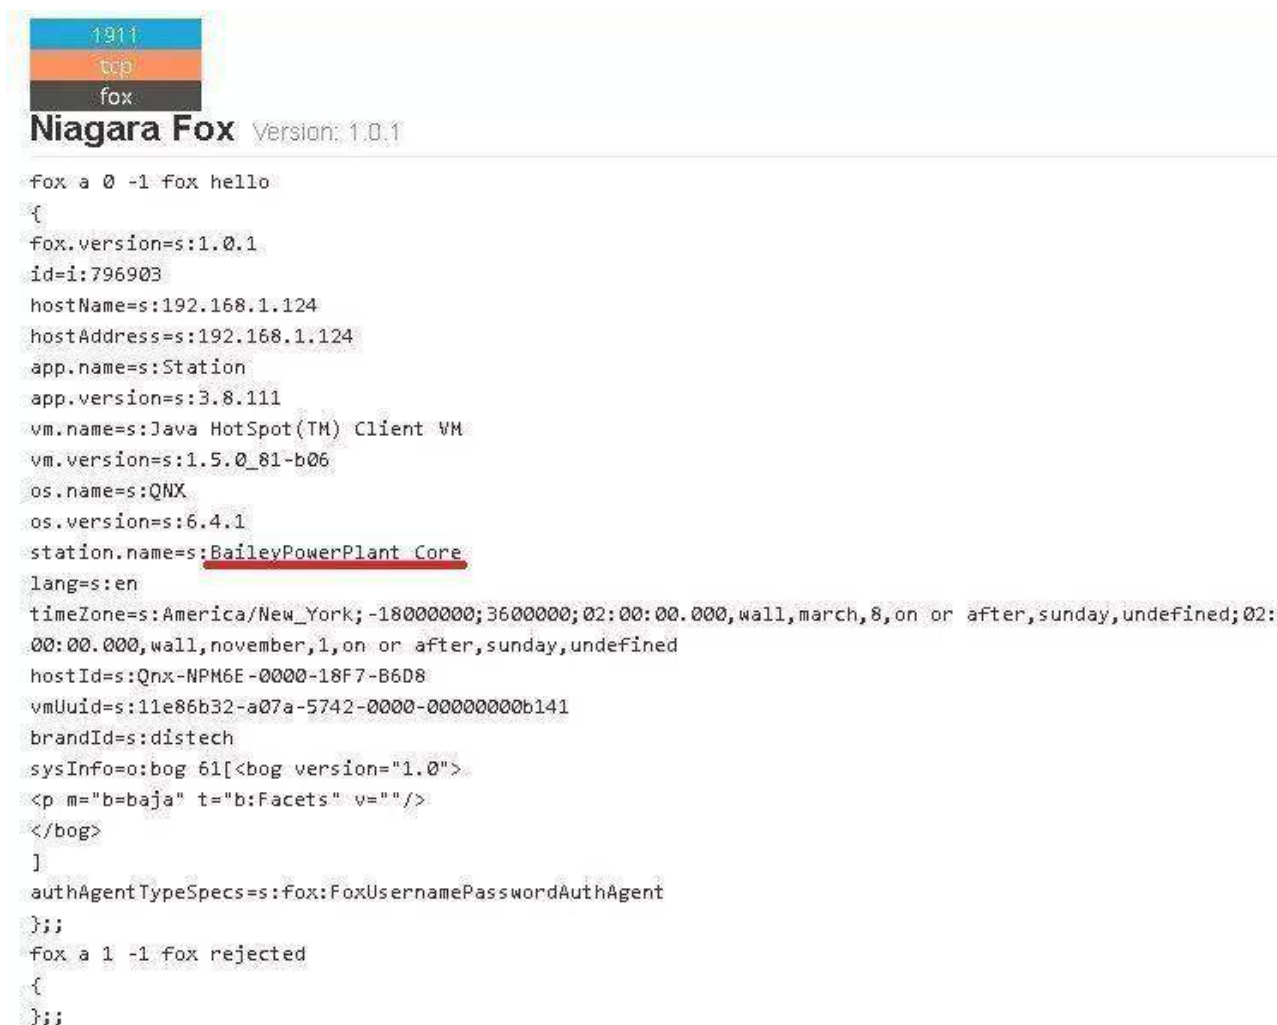 1911
tcp
fox
Niagara Fox Version: 1.0.1
fox a 0 -1 fox hello
{
fox.version=s:1.0.1
id=i:796903
hostName=s:192.168.1.124
hostAddress=s:192.168.1.124
app.name=s:Station
app.version=s:3.8.111
vm.name=s:Java HotSpot(TM) Client VM
vm.version=s:1.5.0_81-b06
os.name=s:QNX
os.version=s:6.4.1
station.name=s:BaileyPowerPlant_Core
lang=s:en
timeZone=s:America/New_York;-18000000;3600000;02:00:00.000,wall,march,8,on or after,sunday,undefined;02:
00:00.000,wall,november,1,on or after,sunday,undefined
hostId=s:Qnx-NPM6E-0000-18F7-B6D8
vmUuid=s:11e86b32-a07a-5742-0000-00000000b141
brandId=s:distech
sysInfo=o:bog 61[<bog version="1.0">
<p m="b=baja" t="b:Facets" v=""/>
</bog>
]
authAgentTypeSpecs=s:fox:FoxUsernamePasswordAuthAgent
};;
fox a 1 -1 fox rejected
{
};;